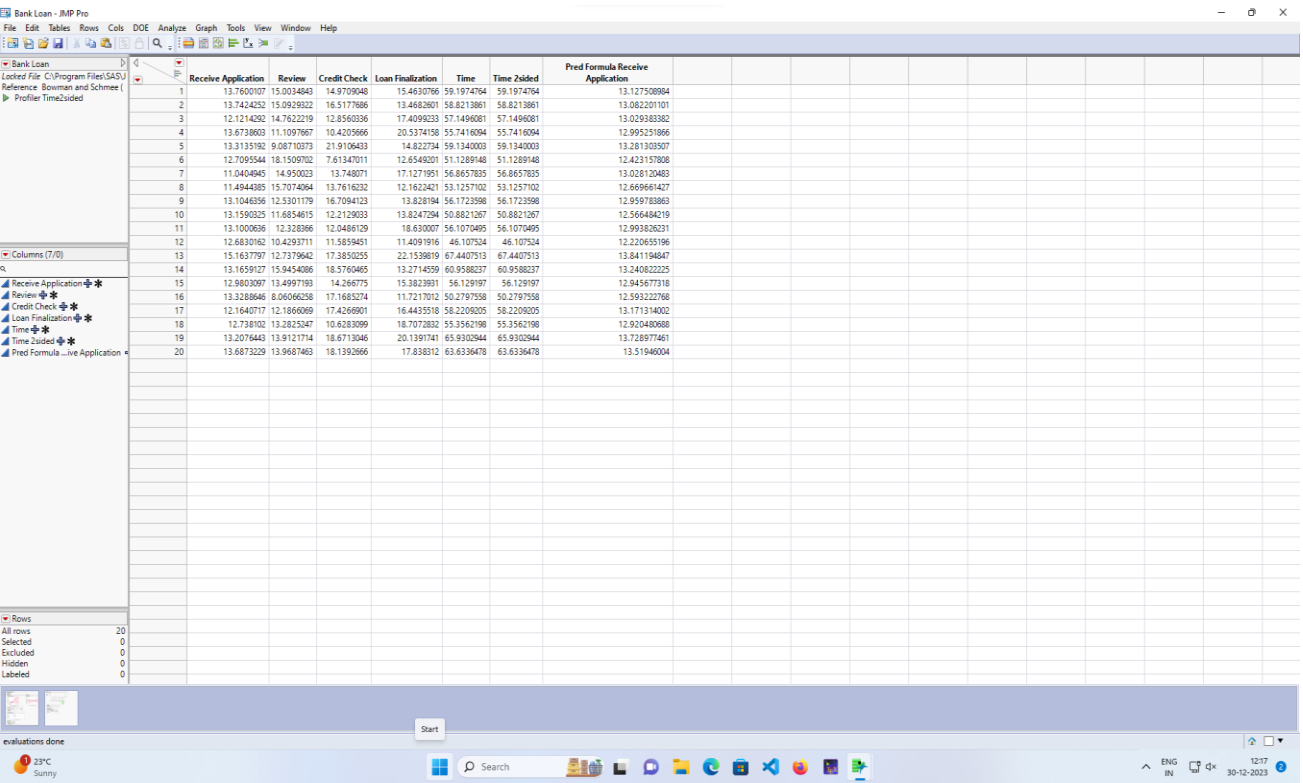 Bank Loan - JMP Pro
File Edit Tables Rows Cols DOE Analyze Graph Tools View Window Help
Bank Loan
Locked File C:\Program Files\SAS\J
Reference Bowman and Schmee (
Profiler Time2sided
Columns (7/0)
Receive Application
Review
Credit Check
Loan Finalization
Time
Time 2sided
Pred Formula ...ive Application
Rows
All rows 20
Selected 0
Excluded 0
Hidden 0
Labeled 0
Receive Application Review Credit Check Loan Finalization Time Time 2sided Pred Formula Receive Application
1 13.7600107 15.0034843 14.9709048 15.4630766 59.1974764 59.1974764 13.127508984
2 13.7424252 15.0929322 16.5177686 13.4682601 58.8213861 58.8213861 13.082201101
3 12.1214292 14.7622219 12.8560336 17.4099233 57.1496081 57.1496081 13.029383382
4 13.6738603 11.1097667 10.4205666 20.5374158 55.7416094 55.7416094 12.995251866
5 13.3135192 9.08710373 21.9106433 14.822734 59.1340003 59.1340003 13.281303507
6 12.7095544 18.1509702 7.61347011 12.6549201 51.1289148 51.1289148 12.423157808
7 11.0404945 14.950023 13.748071 17.1271951 56.8657835 56.8657835 13.028120483
8 11.4944385 15.7074064 13.7616232 12.1622421 53.1257102 53.1257102 12.669661427
9 13.1046356 12.5301179 16.7094123 13.828194 56.1723598 56.1723598 12.959783863
10 13.1590325 11.6854615 12.2129033 13.8247294 50.8821267 50.8821267 12.566484219
11 13.1000636 12.328366 12.0486129 18.630007 56.1070495 56.1070495 12.993826231
12 12.6830162 10.4293711 11.5859451 11.4091916 46.107524 46.107524 12.220655196
13 15.1637797 12.7379642 17.3850255 22.1539819 67.4407513 67.4407513 13.841194847
14 13.1659127 15.9454086 18.5760465 13.2714559 60.9588237 60.9588237 13.240822225
15 12.9803097 13.4997193 14.266775 15.3823931 56.129197 56.129197 12.945677318
16 13.3288646 8.06066258 17.1685274 11.7217012 50.2797558 50.2797558 12.593222768
17 12.1640717 12.1866069 17.4266901 16.4435518 58.2209205 58.2209205 13.171314002
18 12.738102 13.2825247 10.6283099 18.7072832 55.3562198 55.3562198 12.920480688
19 13.2076443 13.9121714 18.6713046 20.1391741 65.9302944 65.9302944 13.728977461
20 13.6873229 13.9687463 18.1392666 17.838312 63.6336478 63.6336478 13.51946004
Start
evaluations done
1
23°C
Sunny
Search
ENG
IN
12:17
30-12-2023
2